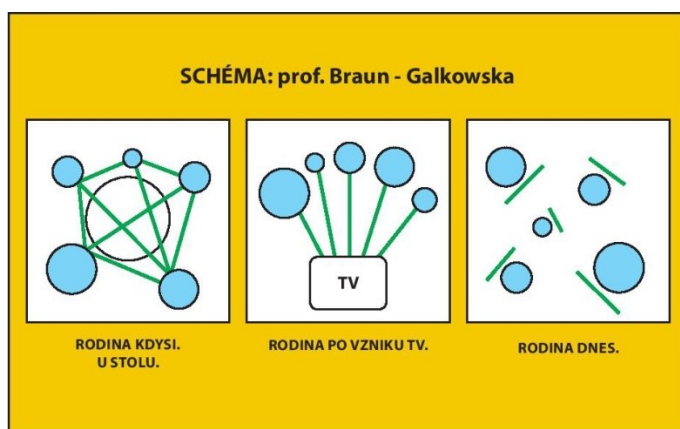 SCHÉMA: prof. Braun - Galkowska
TV
RODINA KDYSI.
U STOLU.
RODINA PO VZNIKU TV.
RODINA DNES.